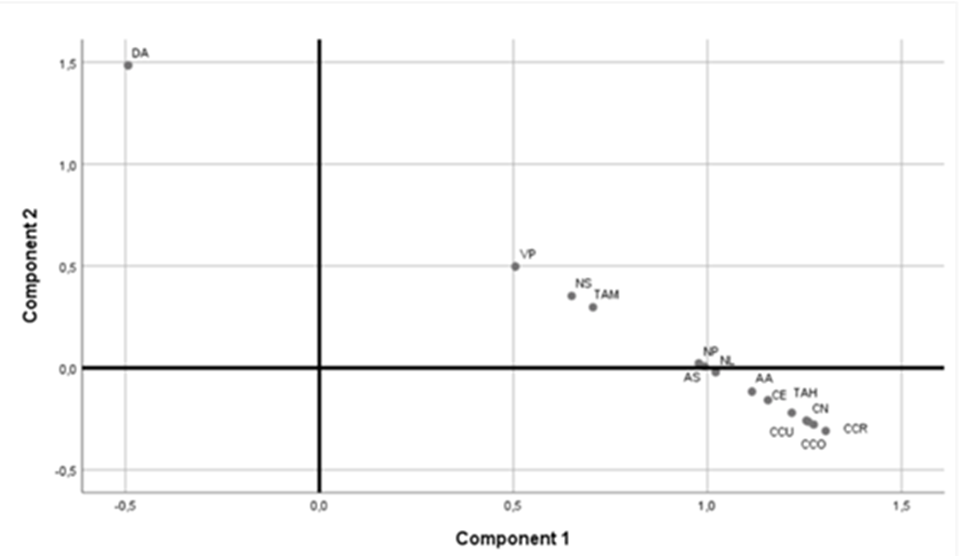 DA
1,5
1,0
VP
0,5
NS
TAM
NP
NL
0,0
AS
AA
CE
TAH
CN
CCU
CCR
CCO
-0,5
-0,5
0,0
0,5
1,0
1,5
Component 2
Component 1